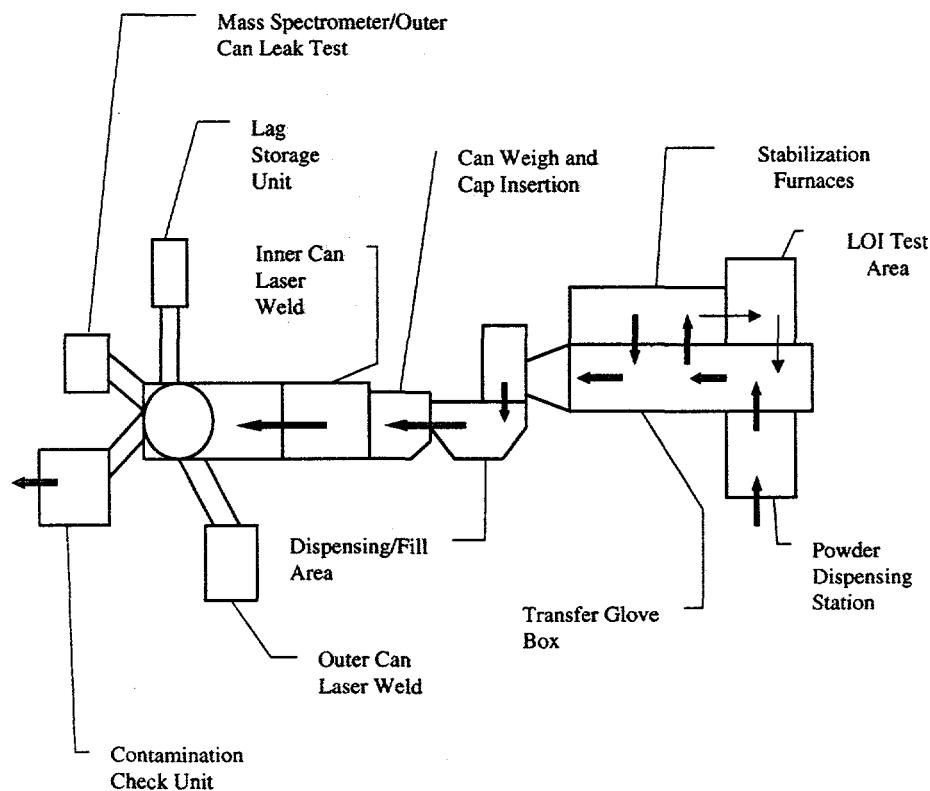 Mass Spectrometer/Outer
Can Leak Test
Lag
Storage
Unit
Can Weigh and
Cap Insertion
Stabilization
Furnaces
Inner Can
Laser
Weld
LOI Test
Area
Dispensing/Fill
Area
Powder
Dispensing
Station
Transfer Glove
Box
Outer Can
Laser Weld
Contamination
Check Unit